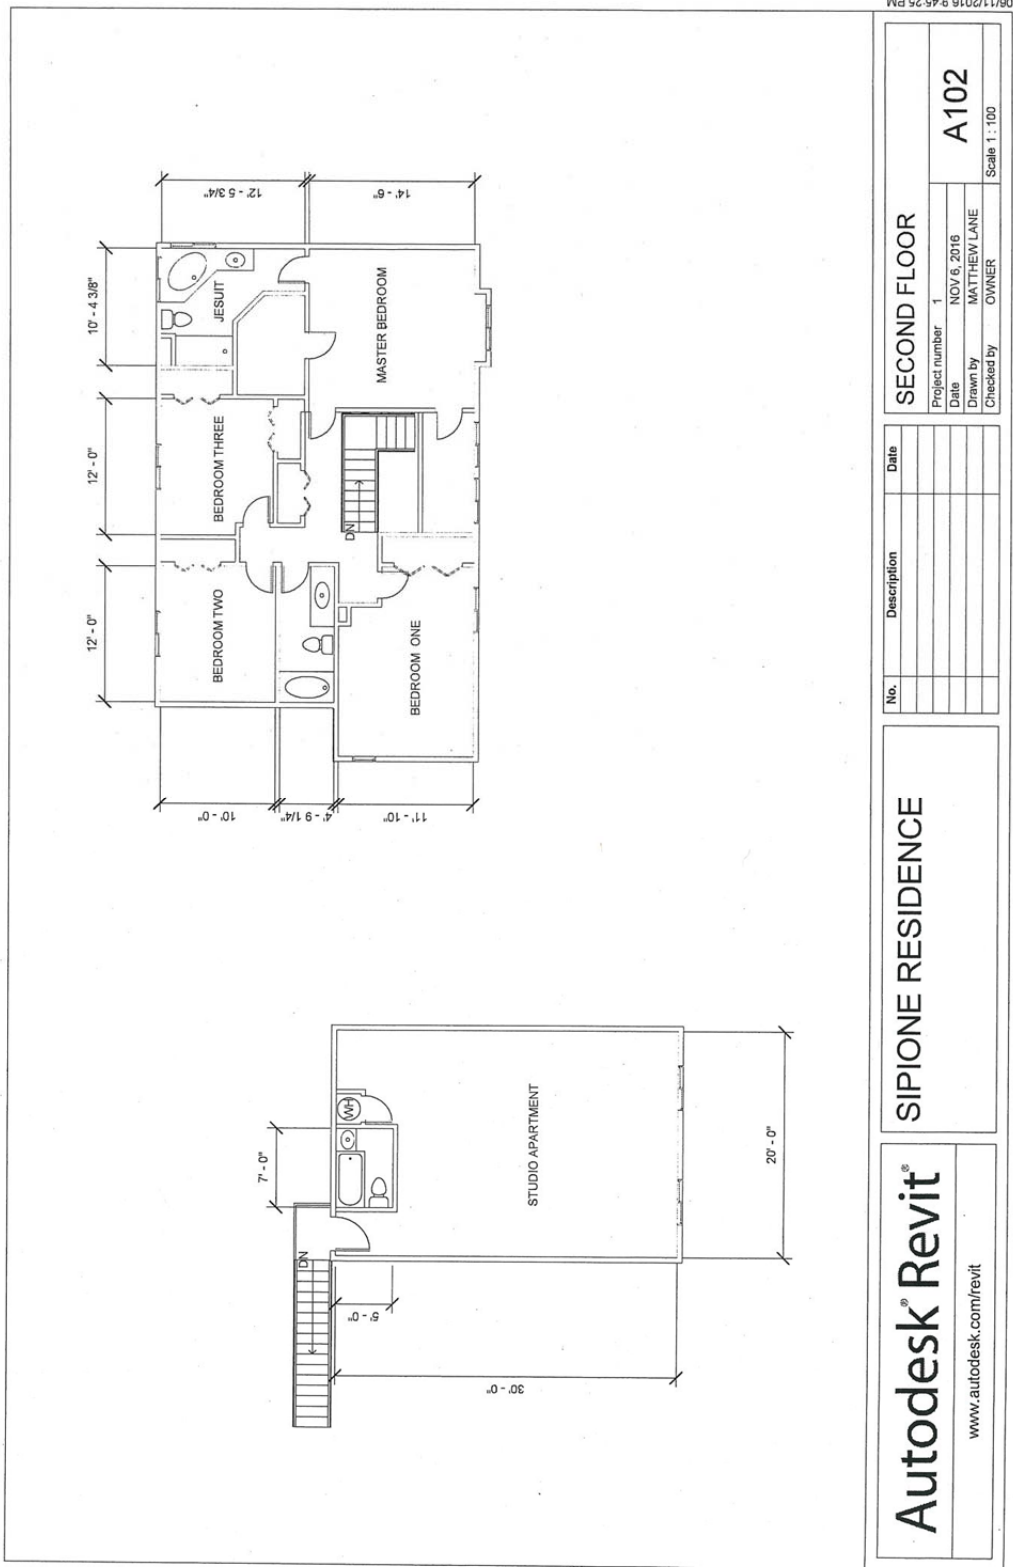 12' - 5 3/4"
14' - 6"
10' - 4 3/8"
12' - 0"
12' - 0"
JESUIT
MASTER BEDROOM
BEDROOM THREE
DN
BEDROOM TWO
BEDROOM ONE
10' - 0"
4' - 9 1/4"
11' - 10"
7' - 0"
WH
STUDIO APARTMENT
20' - 0"
DN
5' - 0"
30' - 0"
Autodesk® Revit®
www.autodesk.com/revit
SIPIONE RESIDENCE
No.
Description
Date
SECOND FLOOR
Project number 1
Date NOV 6, 2016
Drawn by MATTHEW LANE
Checked by OWNER
A102
Scale 1 : 100
06/11/2016 9:45:25 PM